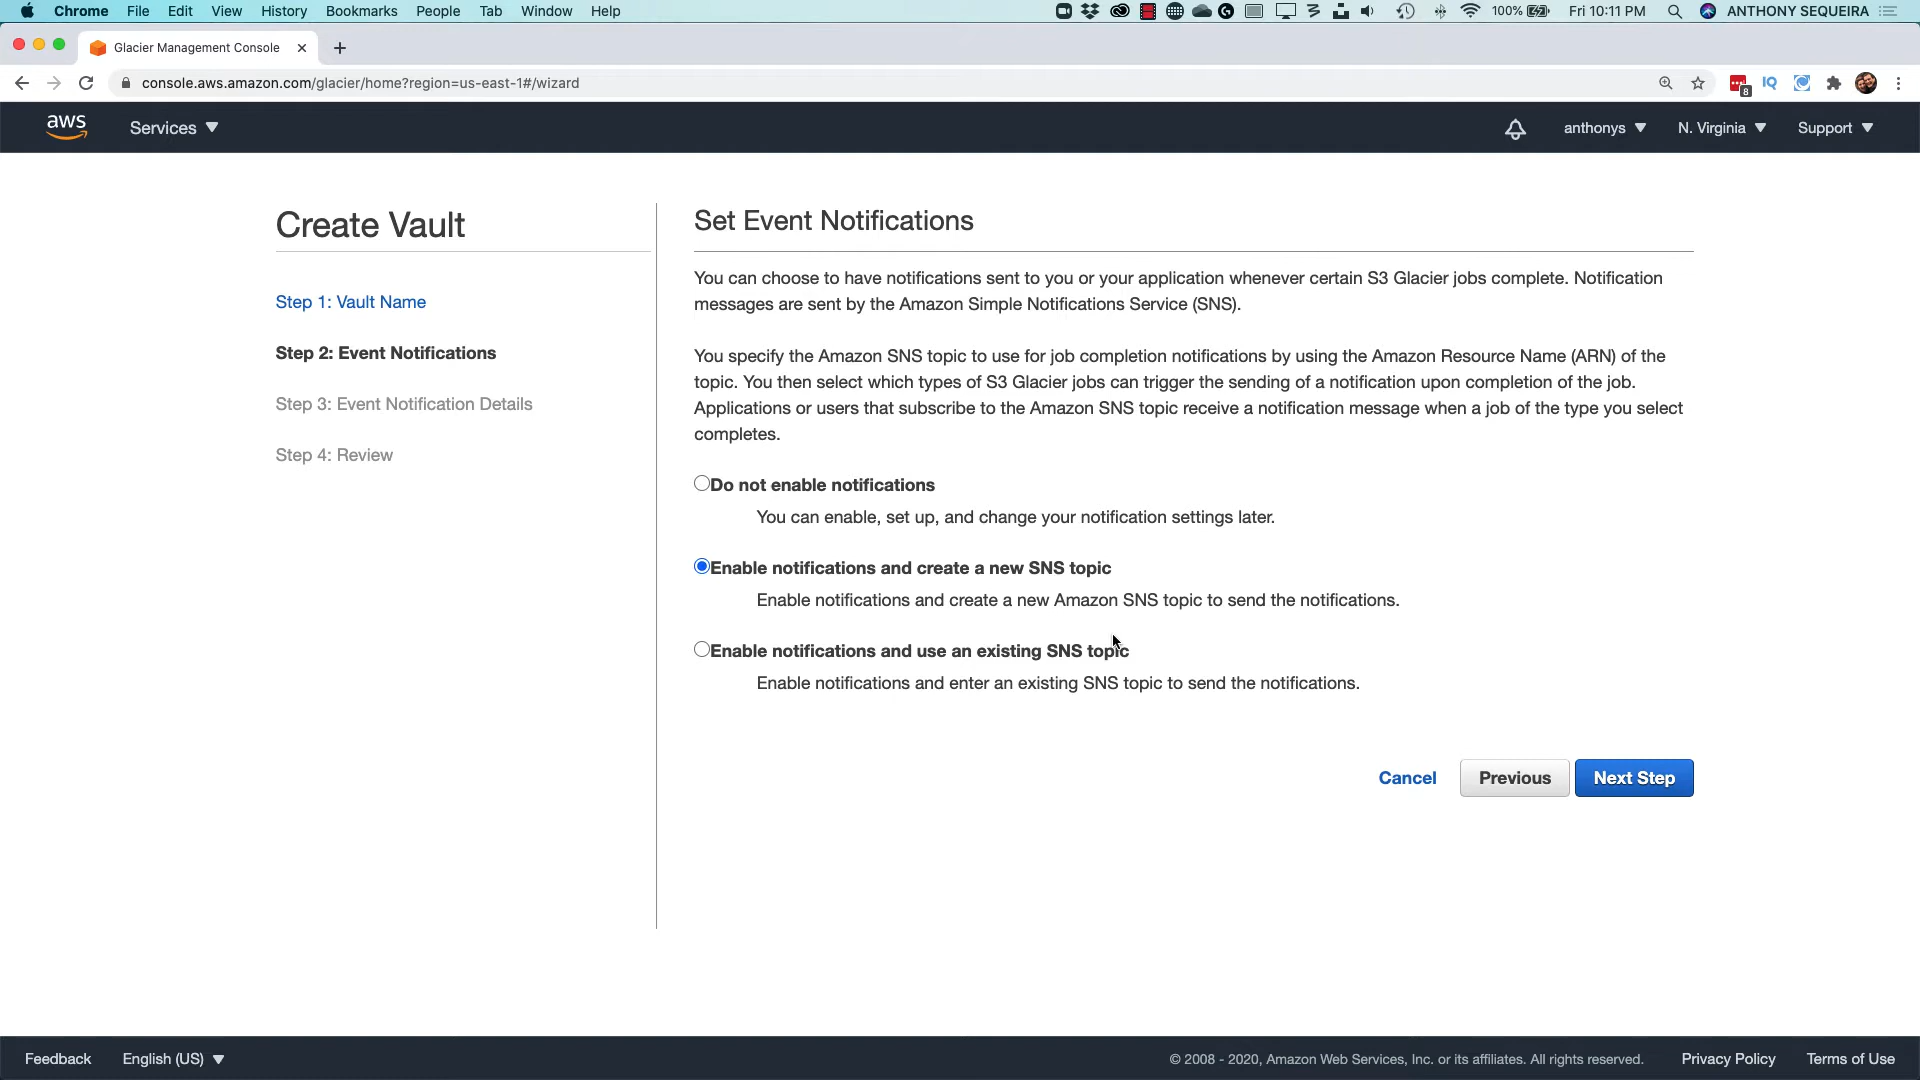 Chrome File Edit View History Bookmarks People Tab Window Help
100% Fri 10:11 PM ANTHONY SEQUEIRA
Glacier Management Console
console.aws.amazon.com/glacier/home?region=us-east-1#/wizard
8 IQ
aws Services anthonys N. Virginia Support
Create Vault
Step 1: Vault Name
Step 2: Event Notifications
Step 3: Event Notification Details
Step 4: Review
Set Event Notifications
You can choose to have notifications sent to you or your application whenever certain S3 Glacier jobs complete. Notification
messages are sent by the Amazon Simple Notifications Service (SNS).
You specify the Amazon SNS topic to use for job completion notifications by using the Amazon Resource Name (ARN) of the
topic. You then select which types of S3 Glacier jobs can trigger the sending of a notification upon completion of the job.
Applications or users that subscribe to the Amazon SNS topic receive a notification message when a job of the type you select
completes.
Do not enable notifications
You can enable, set up, and change your notification settings later.
Enable notifications and create a new SNS topic
Enable notifications and create a new Amazon SNS topic to send the notifications.
Enable notifications and use an existing SNS topic
Enable notifications and enter an existing SNS topic to send the notifications.
Cancel Previous Next Step
Feedback English (US) © 2008 - 2020, Amazon Web Services, Inc. or its affiliates. All rights reserved. Privacy Policy Terms of Use